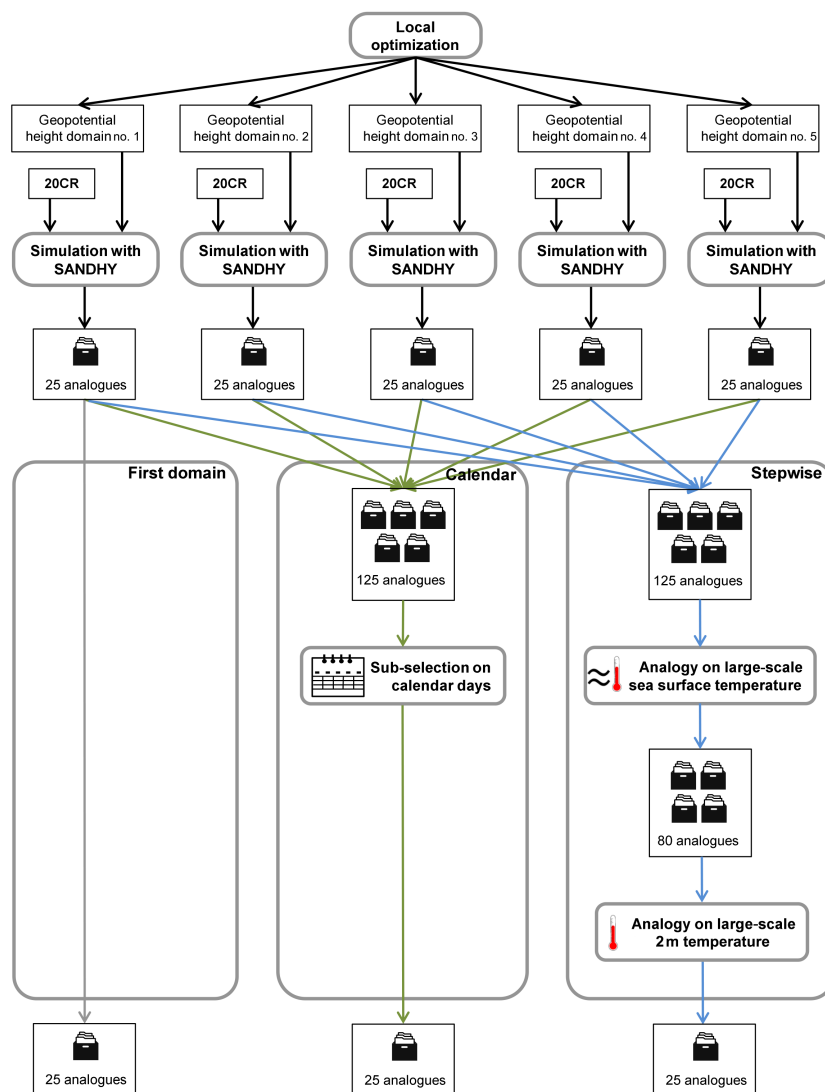 Local
optimization
Geopotential
height domain no. 1
Geopotential
height domain no. 2
Geopotential
height domain no. 3
Geopotential
height domain no. 4
Geopotential
height domain no. 5
20CR
20CR
20CR
20CR
20CR
Simulation with
SANDHY
Simulation with
SANDHY
Simulation with
SANDHY
Simulation with
SANDHY
Simulation with
SANDHY
25 analogues
25 analogues
25 analogues
25 analogues
25 analogues
First domain
Calendar
Stepwise
125 analogues
125 analogues
Sub-selection on
calendar days
Analogy on large-scale
sea surface temperature
80 analogues
Analogy on large-scale
2 m temperature
25 analogues
25 analogues
25 analogues